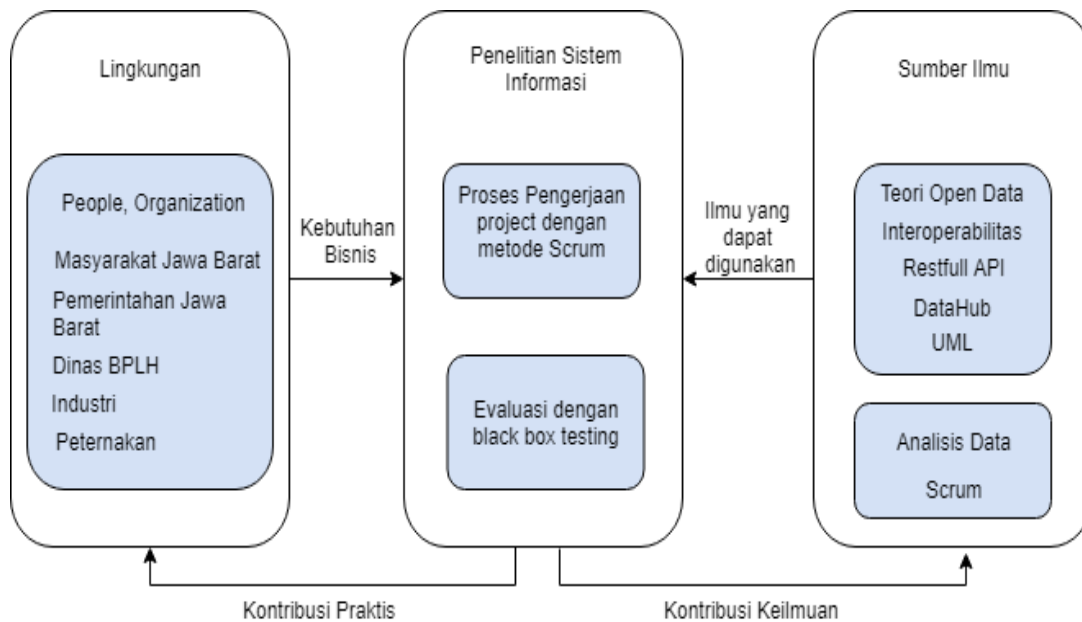 Lingkungan
People, Organization
Masyarakat Jawa Barat
Pemerintahan Jawa
Barat
Dinas BPLH
Industri
Peternakan
Kebutuhan
Bisnis
Penelitian Sistem
Informasi
Proses Pengerjaan
project dengan
metode Scrum
Evaluasi dengan
black box testing
Ilmu yang
dapat
digunakan
Sumber Ilmu
Teori Open Data
Interoperabilitas
Restfull API
DataHub
UML
Analisis Data
Scrum
Kontribusi Praktis
Kontribusi Keilmuan